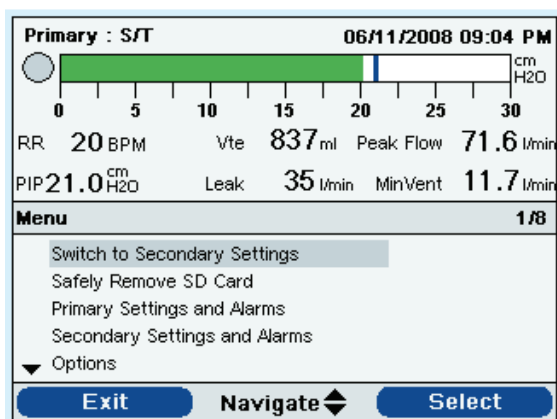 Primary : S/T 06/11/2008 09:04 PM
cm
H2O
0 5 10 15 20 25 30
RR 20 BPM Vte 837 ml Peak Flow 71.6 l/min
PIP 21.0 cm H2O Leak 35 l/min MinVent 11.7 l/min
Menu 1/8
Switch to Secondary Settings
Safely Remove SD Card
Primary Settings and Alarms
Secondary Settings and Alarms
Options
Exit Navigate Select